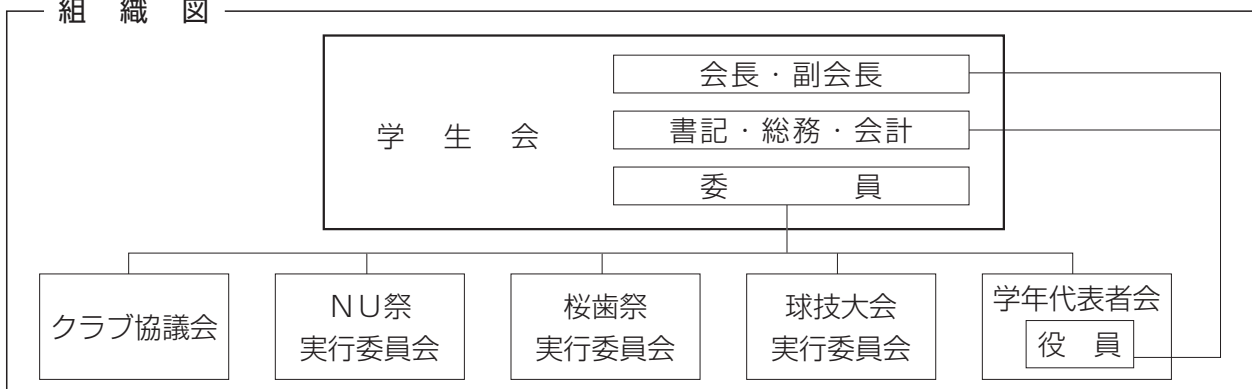 組織図
学生会
会長・副会長
書記・総務・会計
委員
クラブ協議会
NU祭
実行委員会
桜歯祭
実行委員会
球技大会
実行委員会
学年代表者会
役員